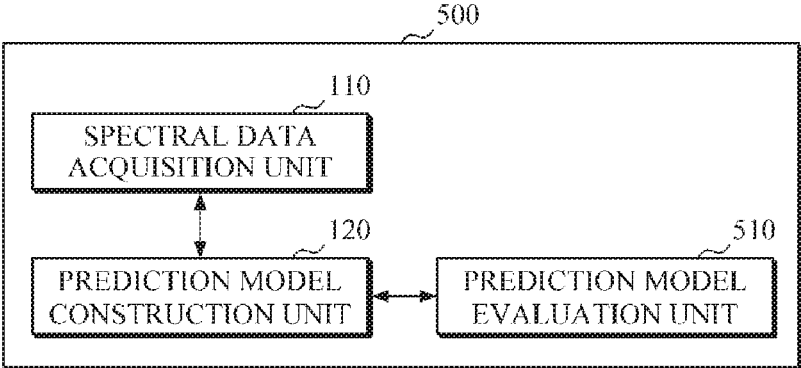 500
110
SPECTRAL DATA
ACQUISITION UNIT
120
PREDICTION MODEL
CONSTRUCTION UNIT
510
PREDICTION MODEL
EVALUATION UNIT